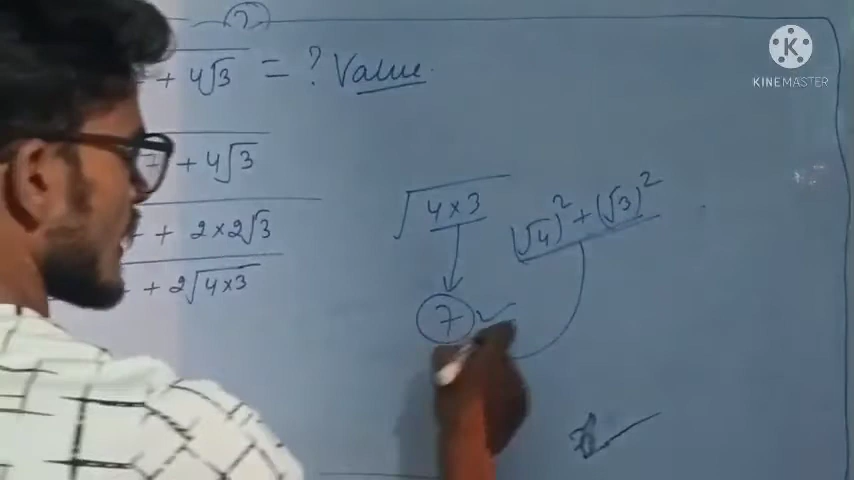 + 4√3 = ? Value.
+ 4√3
+ 2×2√3
+ 2√4×3
√4×3
(√4)² + (√3)²
7
K
KINEMASTER